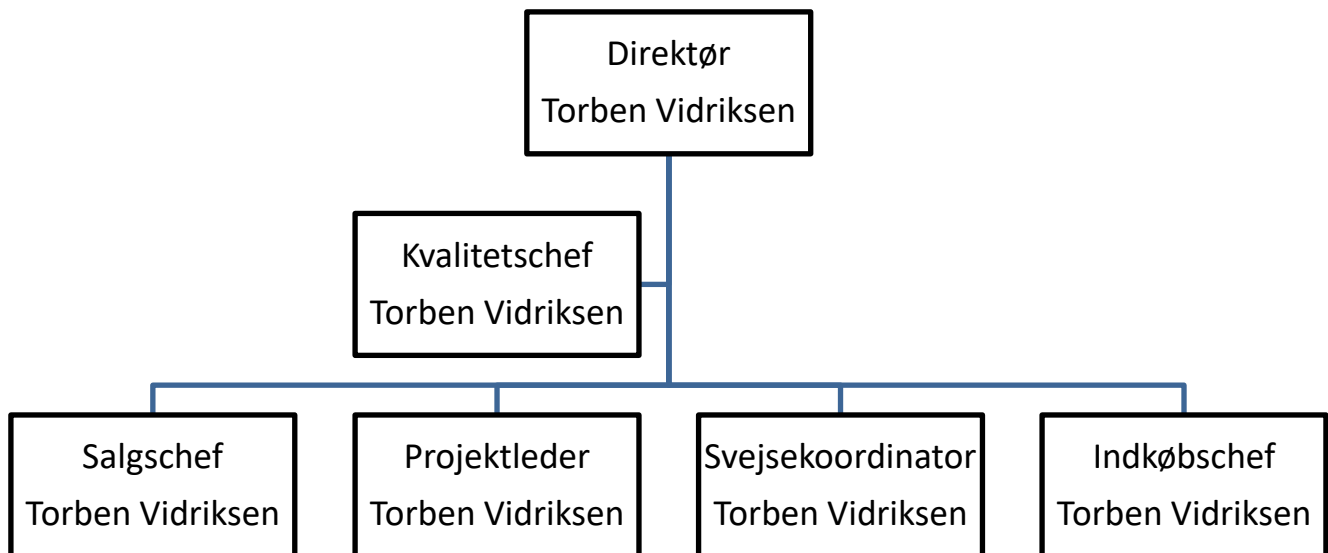 Direktør
Torben Vidriksen
Kvalitetschef
Torben Vidriksen
Salgschef
Torben Vidriksen
Projektleder
Torben Vidriksen
Svejsekoordinator
Torben Vidriksen
Indkøbschef
Torben Vidriksen